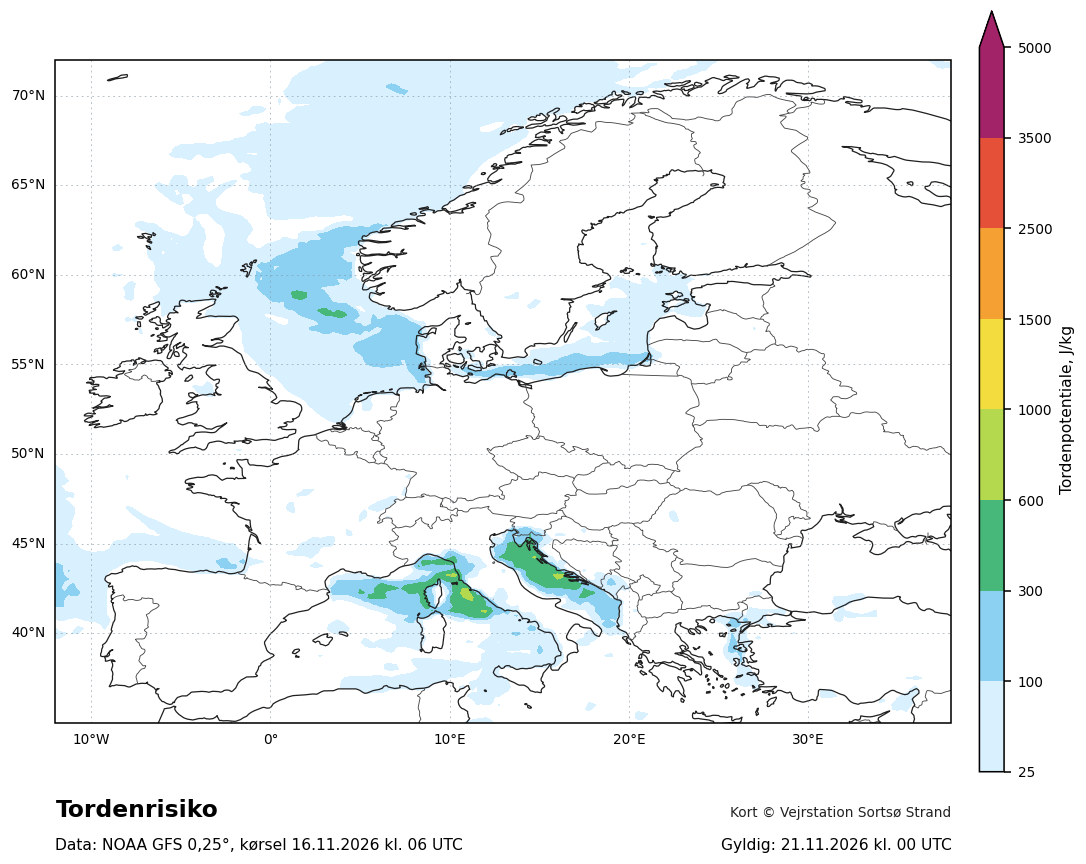 70°N
65°N
60°N
55°N
50°N
45°N
40°N
10°W
0°
10°E
20°E
30°E
5000
3500
2500
1500
1000
600
300
100
25
Tordenpotentiale, J/kg
Tordenrisiko
Kort © Vejrstation Sortsø Strand
Data: NOAA GFS 0,25°, kørsel 16.11.2026 kl. 06 UTC
Gyldig: 21.11.2026 kl. 00 UTC